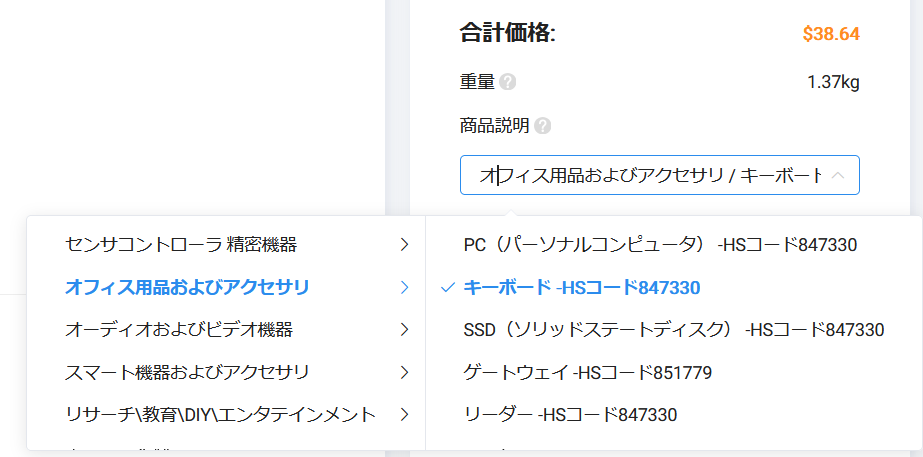 合計価格:
$38.64
重量
1.37kg
商品説明
オフィス用品およびアクセサリ / キーボート
センサコントローラ 精密機器
オフィス用品およびアクセサリ
オーディオおよびビデオ機器
スマート機器およびアクセサリ
リサーチ\教育\DIY\エンタテインメント
PC（パーソナルコンピュータ） -HSコード847330
キーボード -HSコード847330
SSD（ソリッドステートディスク） -HSコード847330
ゲートウェイ -HSコード851779
リーダー -HSコード847330